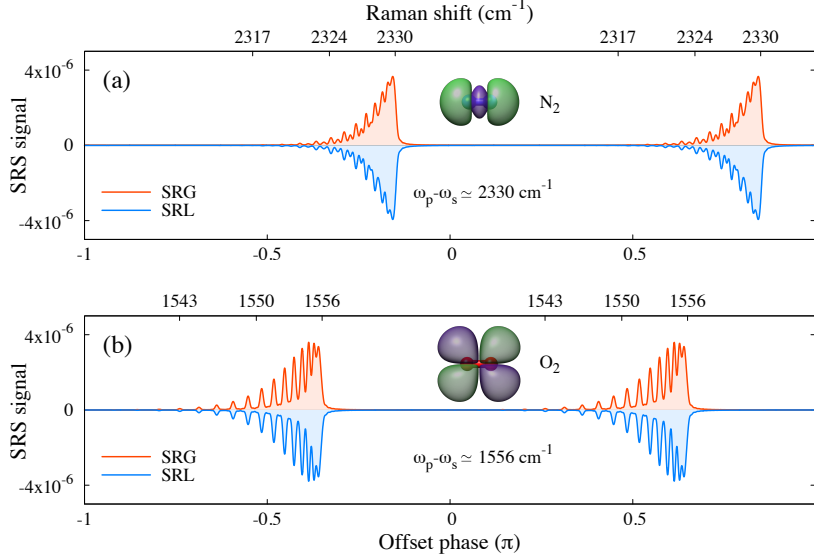 Raman shift (cm⁻¹)
2317 2324 2330 2317 2324 2330
(a)
N₂
4x10⁻⁶
0
-4x10⁻⁶
SRS signal
SRG
SRL
ωₚ-ωₛ ≃ 2330 cm⁻¹
-1 -0.5 0 0.5
1543 1550 1556 1543 1550 1556
(b)
O₂
4x10⁻⁶
0
-4x10⁻⁶
SRS signal
SRG
SRL
ωₚ-ωₛ ≃ 1556 cm⁻¹
-1 -0.5 0 0.5
Offset phase (π)